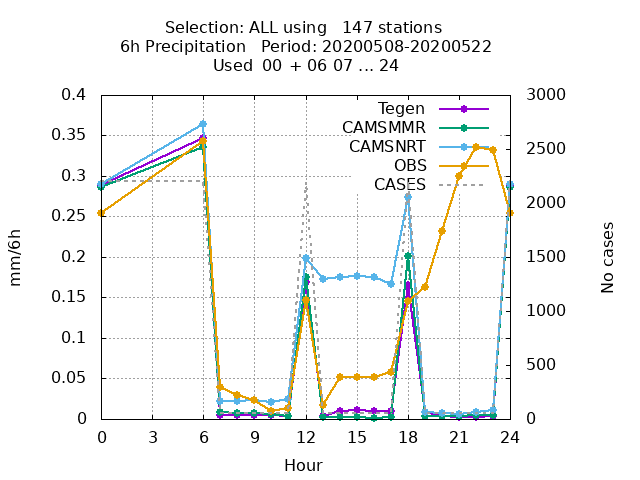 Selection: ALL using   147 stations
6h Precipitation   Period: 20200508-20200522
Used 00 + 06 07 ... 24
0.4
0.35
0.3
0.25
0.2
0.15
0.1
0.05
0
3000
2500
2000
1500
1000
500
0
Tegen
CAMSMMR
CAMSNRT
OBS
CASES
mm/6h
No cases
0 3 6 9 12 15 18 21 24
Hour